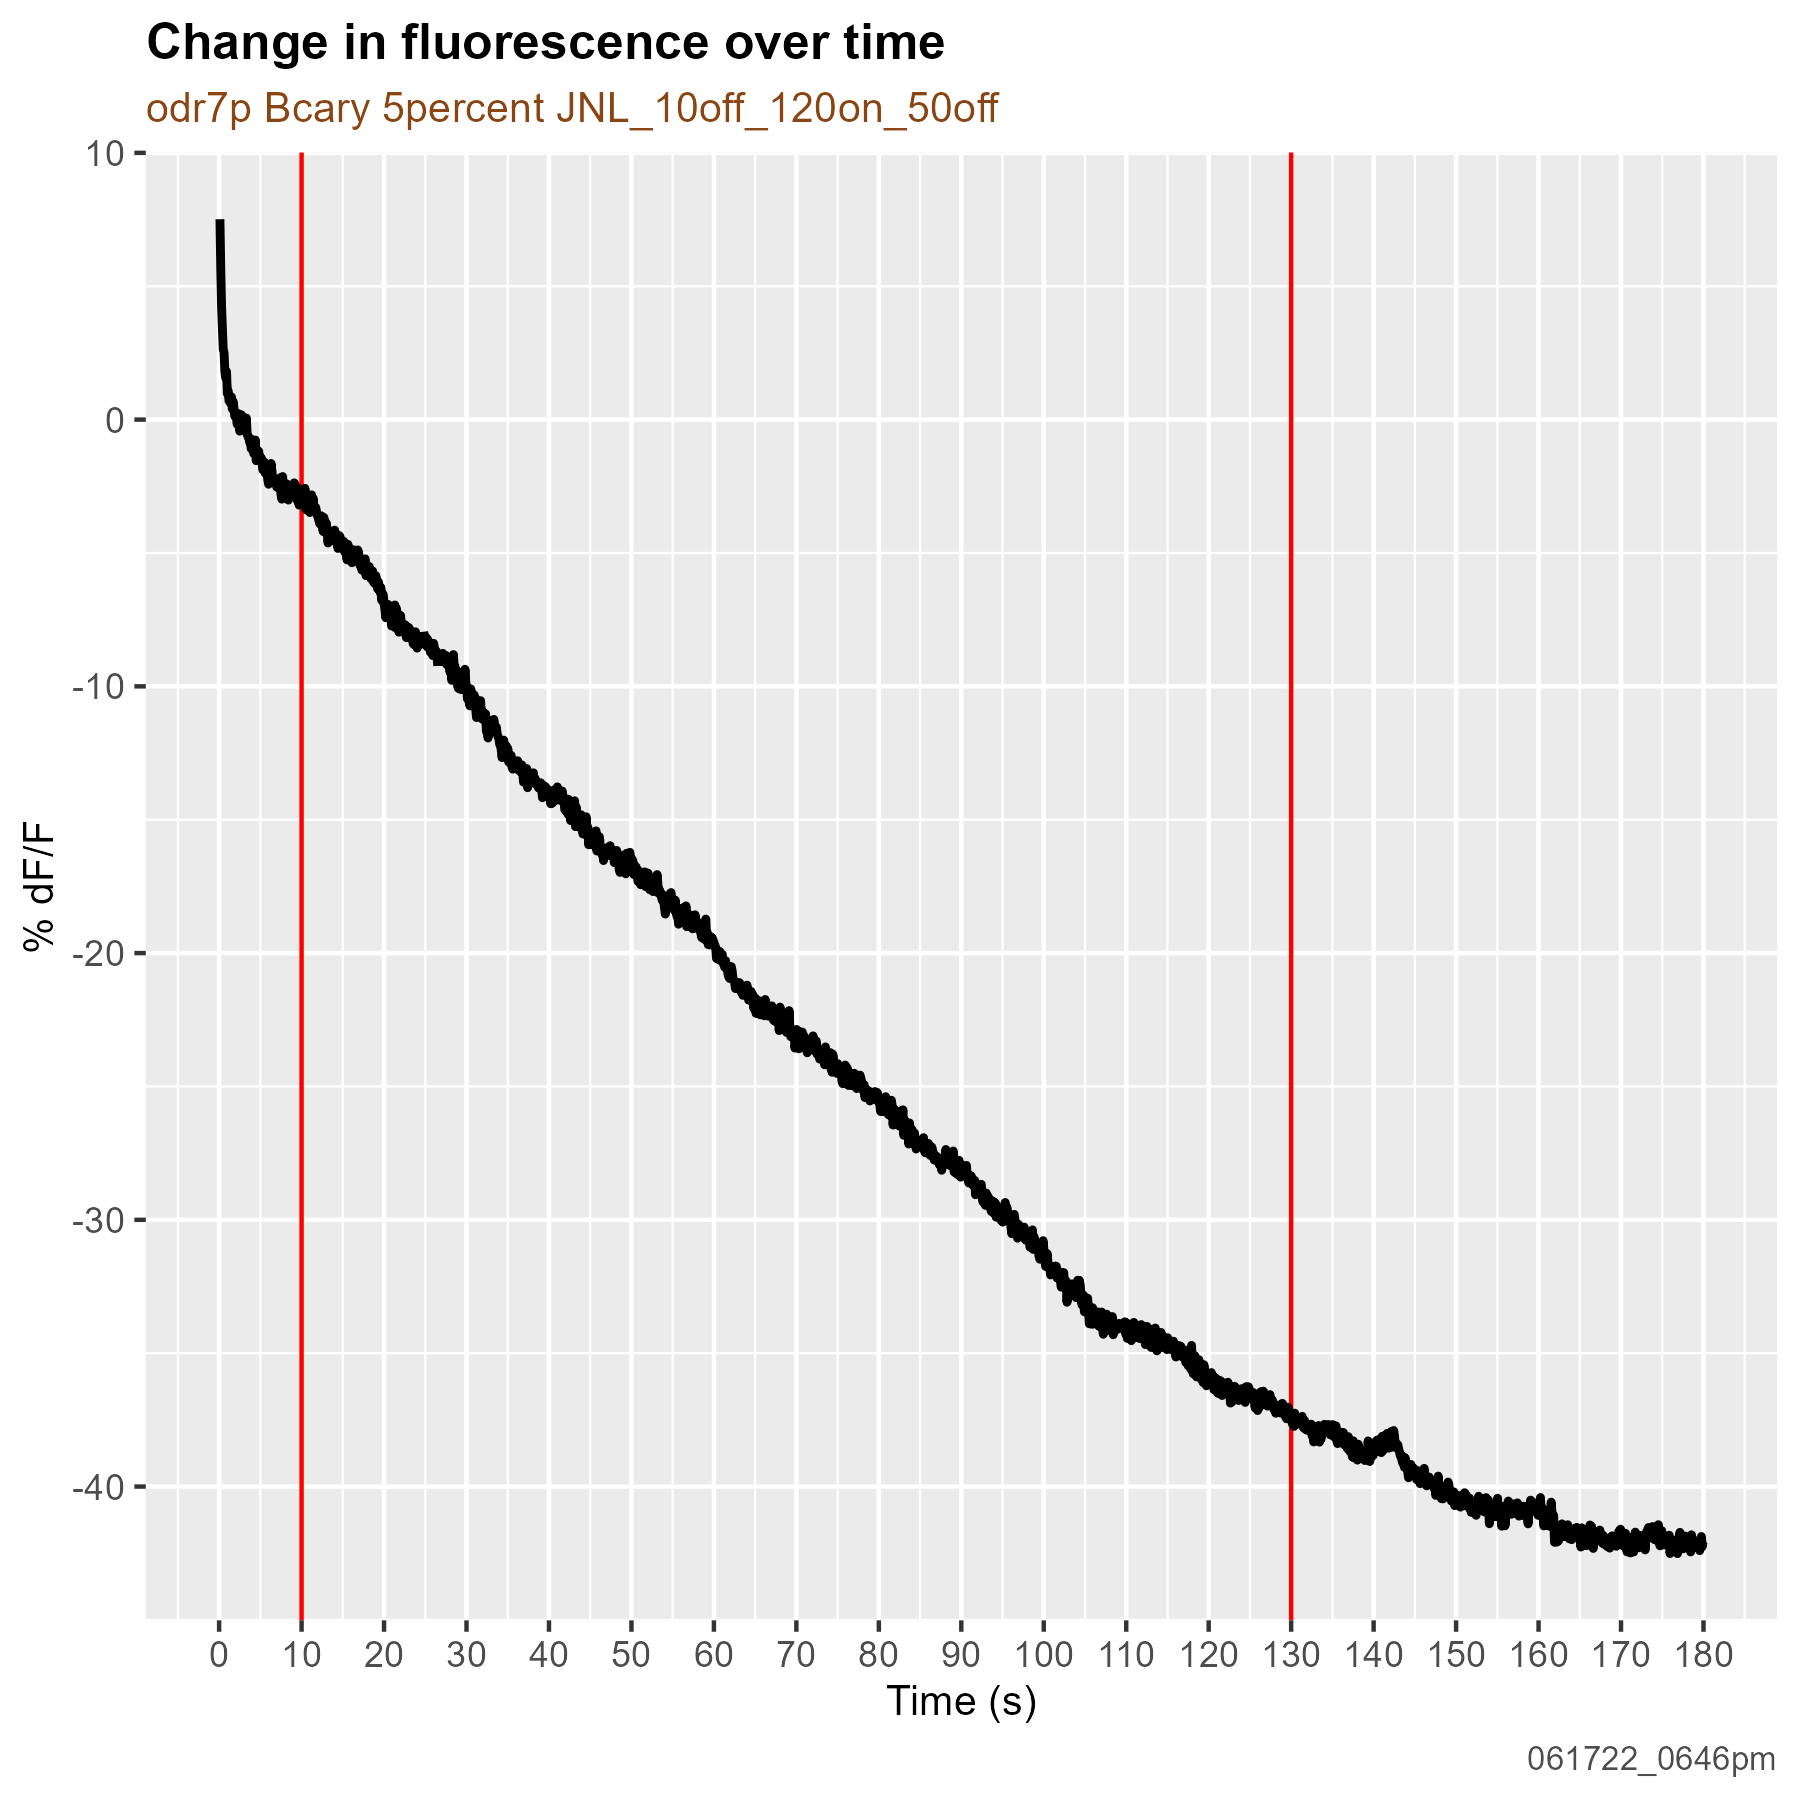 Change in fluorescence over time
odr7p Bcary 5percent JNL_10off_120on_50off
10
0
-10
-20
-30
-40
% dF/F
0 10 20 30 40 50 60 70 80 90 100 110 120 130 140 150 160 170 180
Time (s)
061722_0646pm